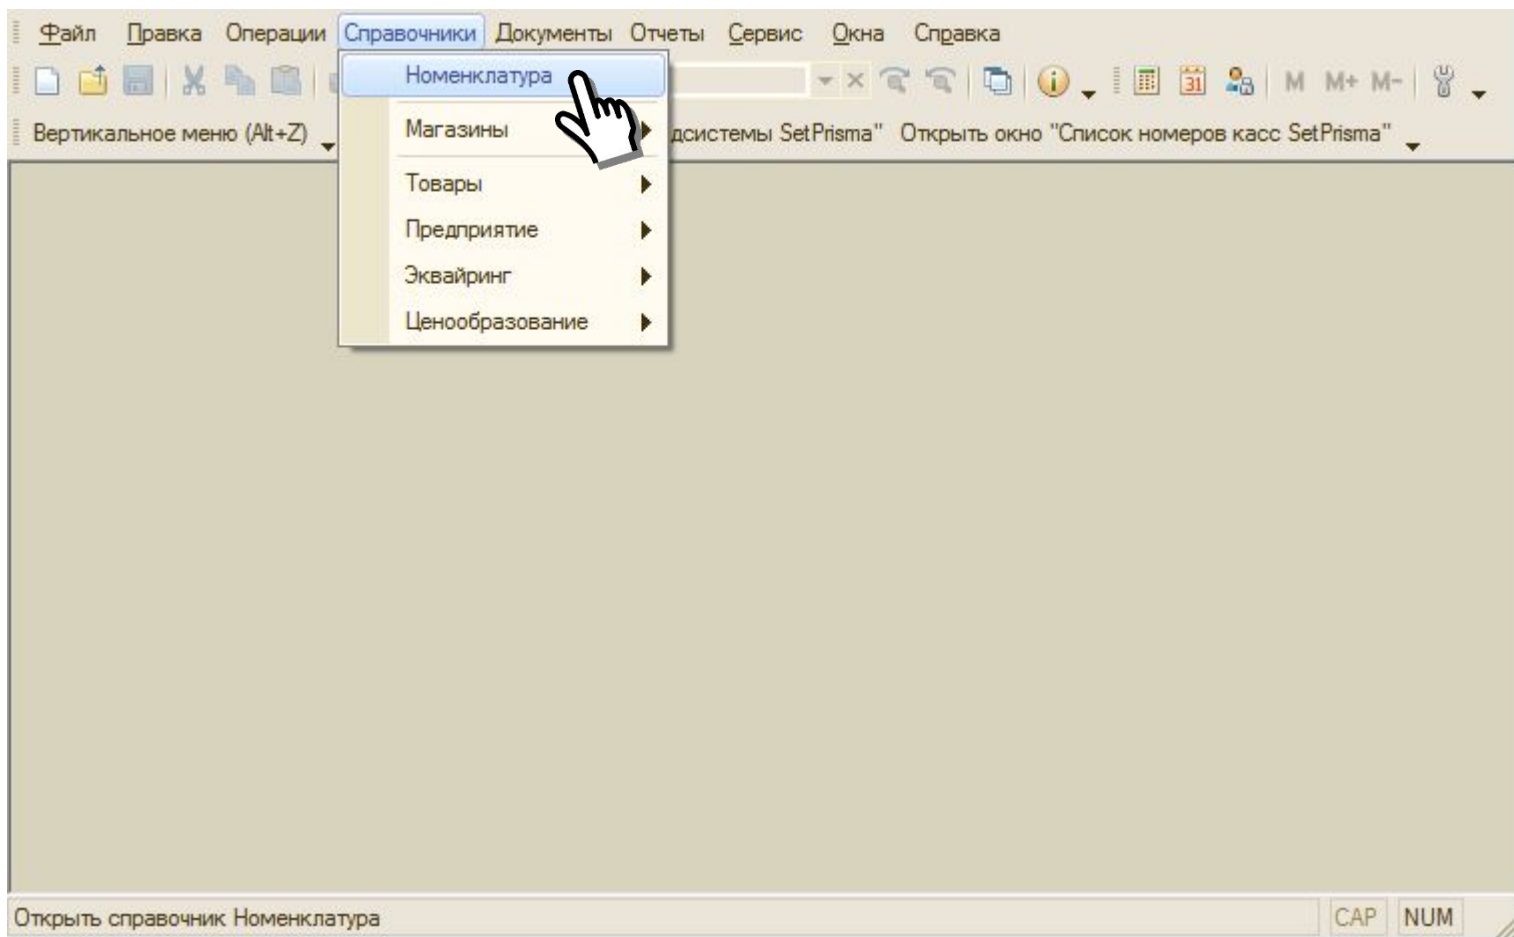 Файл Правка Операции Справочники Документы Отчеты Сервис Окна Справка
Номенклатура
31 M M+ M-
Вертикальное меню (Alt+Z)
Магазины
SetPrisma" Открыть окно "Список номеров касс SetPrisma"
Товары
Предприятие
Эквайринг
Ценообразование
Открыть справочник Номенклатура CAP NUM